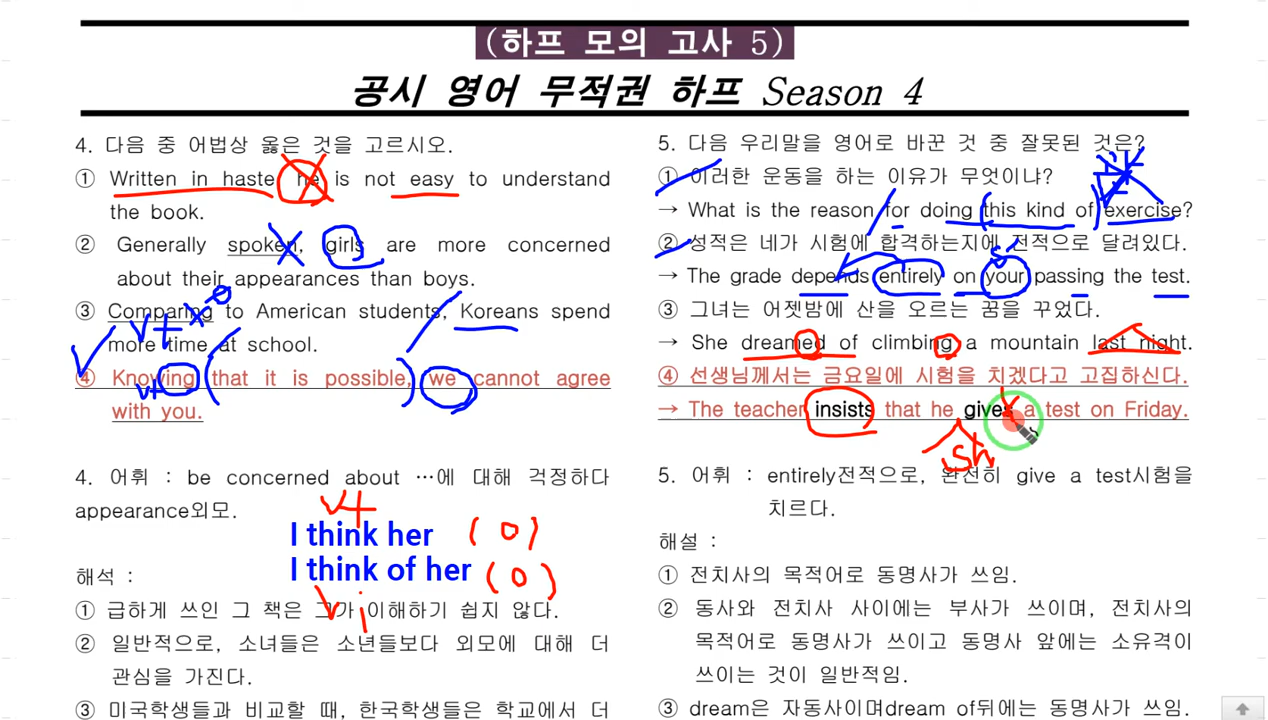 (하프 모의 고사 5)
공시 영어 무적권 하프 Season 4
4. 다음 중 어법상 옳은 것을 고르시오.
① Written in haste he is not easy to understand
the book.
② Generally spoken, girls are more concerned
about their appearances than boys.
③ Comparing to American students, Koreans spend
more time at school.
④ Knowing that it is possible, we cannot agree
with you.
4. 어휘 : be concerned about …에 대해 걱정하다
appearance외모.
vt
I think her (0)
I think of her (0)
vi
해석 :
① 급하게 쓰인 그 책은 그가 이해하기 쉽지 않다.
② 일반적으로, 소녀들은 소년들보다 외모에 대해 더
관심을 가진다.
③ 미국학생들과 비교할 때, 한국학생들은 학교에서 더
5. 다음 우리말을 영어로 바꾼 것 중 잘못된 것은?
① 이러한 운동을 하는 이유가 무엇이냐?
→ What is the reason for doing this kind of exercise?
② 성적은 네가 시험에 합격하는지에 전적으로 달려있다.
→ The grade depends entirely on your passing the test.
③ 그녀는 어젯밤에 산을 오르는 꿈을 꾸었다.
→ She dreamed of climbing a mountain last night.
④ 선생님께서는 금요일에 시험을 치겠다고 고집하신다.
→ The teacher insists that he gives a test on Friday.
sh
5. 어휘 : entirely전적으로, 완전히 give a test시험을
치르다.
해설 :
① 전치사의 목적어로 동명사가 쓰임.
② 동사와 전치사 사이에는 부사가 쓰이며, 전치사의
목적어로 동명사가 쓰이고 동명사 앞에는 소유격이
쓰이는 것이 일반적임.
③ dream은 자동사이며dream of뒤에는 동명사가 쓰임.